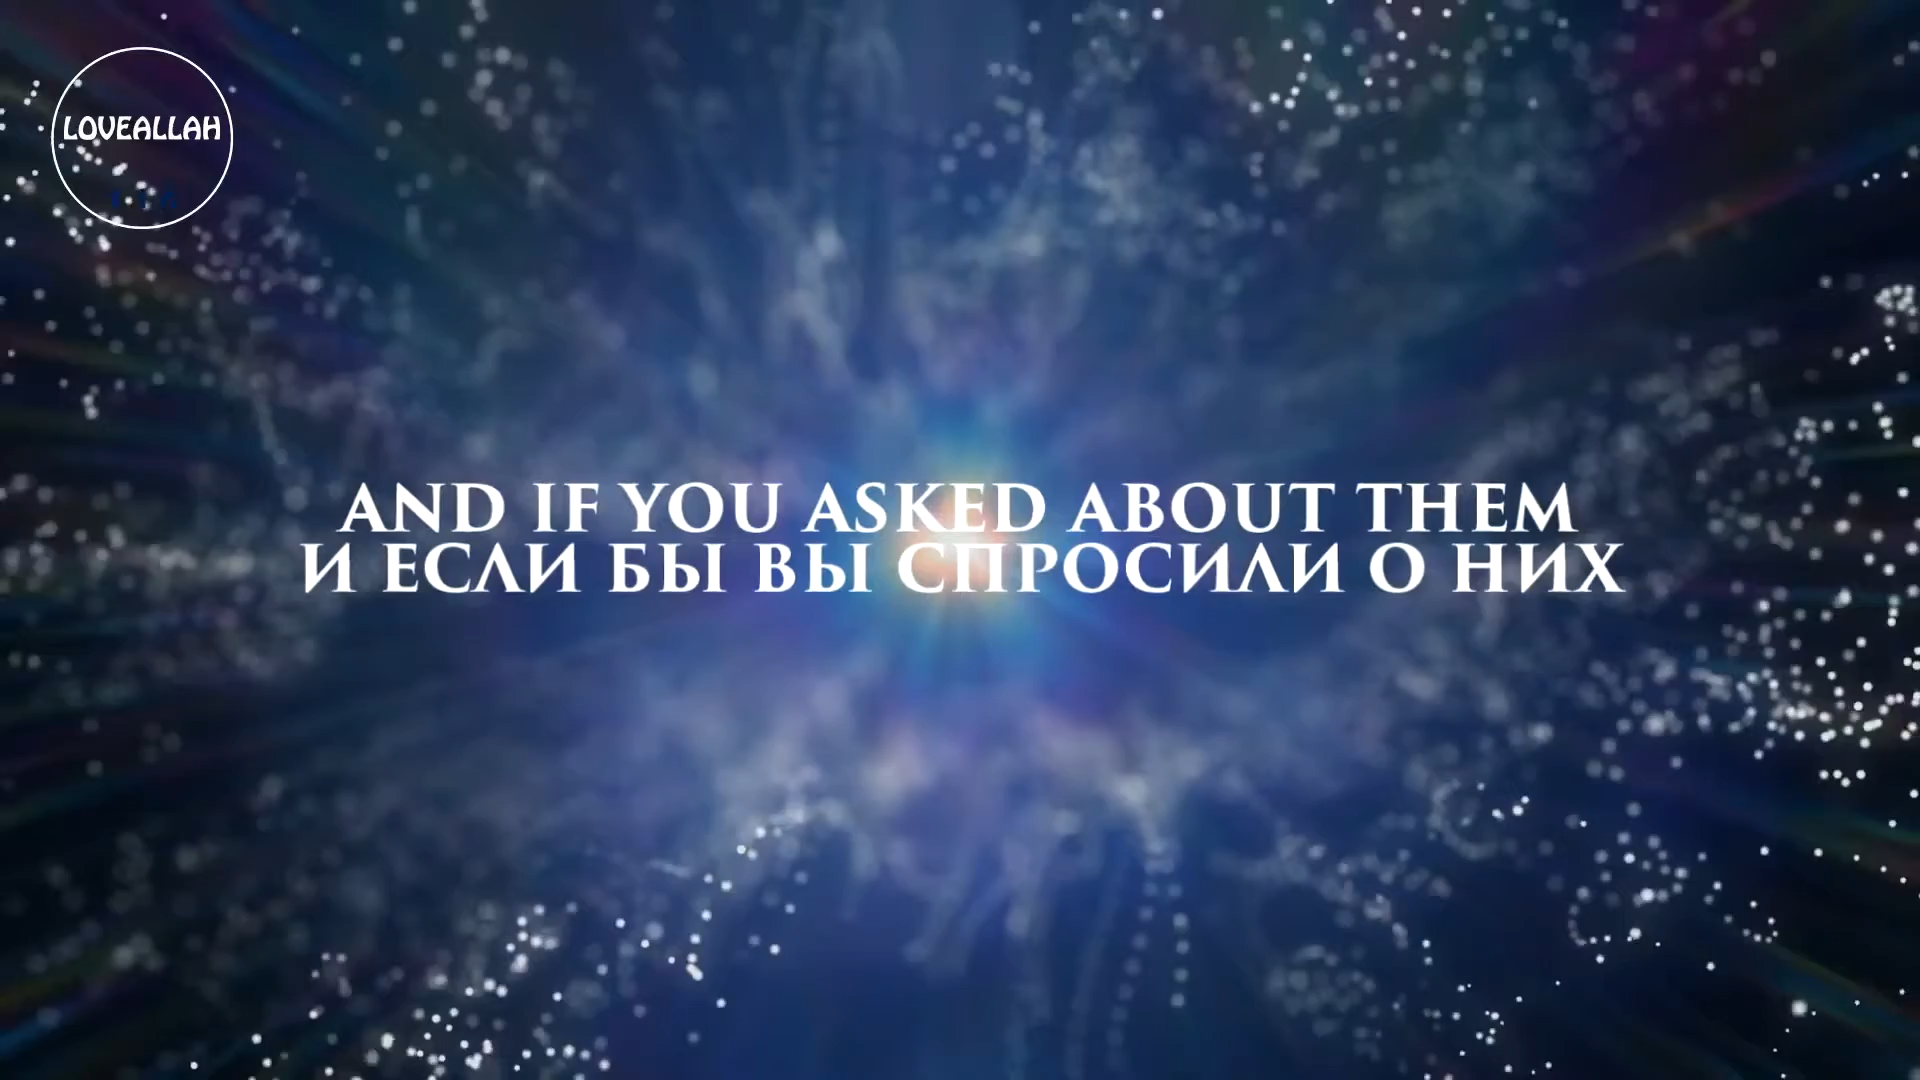 LOVEALLAH
AND IF YOU ASKED ABOUT THEM
И ЕСЛИ БЫ ВЫ СПРОСИЛИ О НИХ